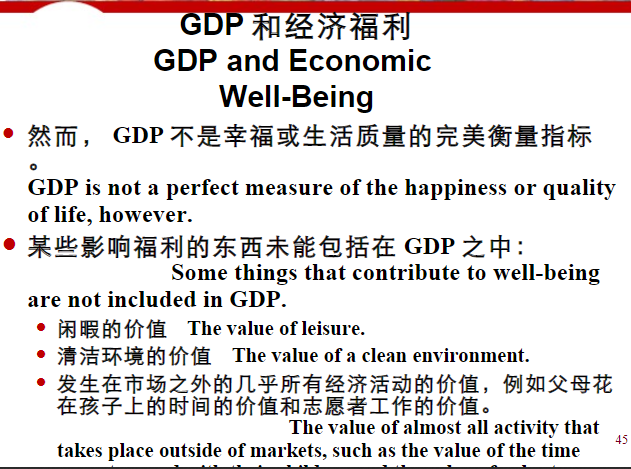 GDP 和经济福利
GDP and Economic
Well-Being
然而， GDP 不是幸福或生活质量的完美衡量指标
。
GDP is not a perfect measure of the happiness or quality
of life, however.
某些影响福利的东西未能包括在 GDP 之中：
Some things that contribute to well-being
are not included in GDP.
闲暇的价值 The value of leisure.
清洁环境的价值 The value of a clean environment.
发生在市场之外的几乎所有经济活动的价值，例如父母花
在孩子上的时间的价值和志愿者工作的价值。
The value of almost all activity that
takes place outside of markets, such as the value of the time
45